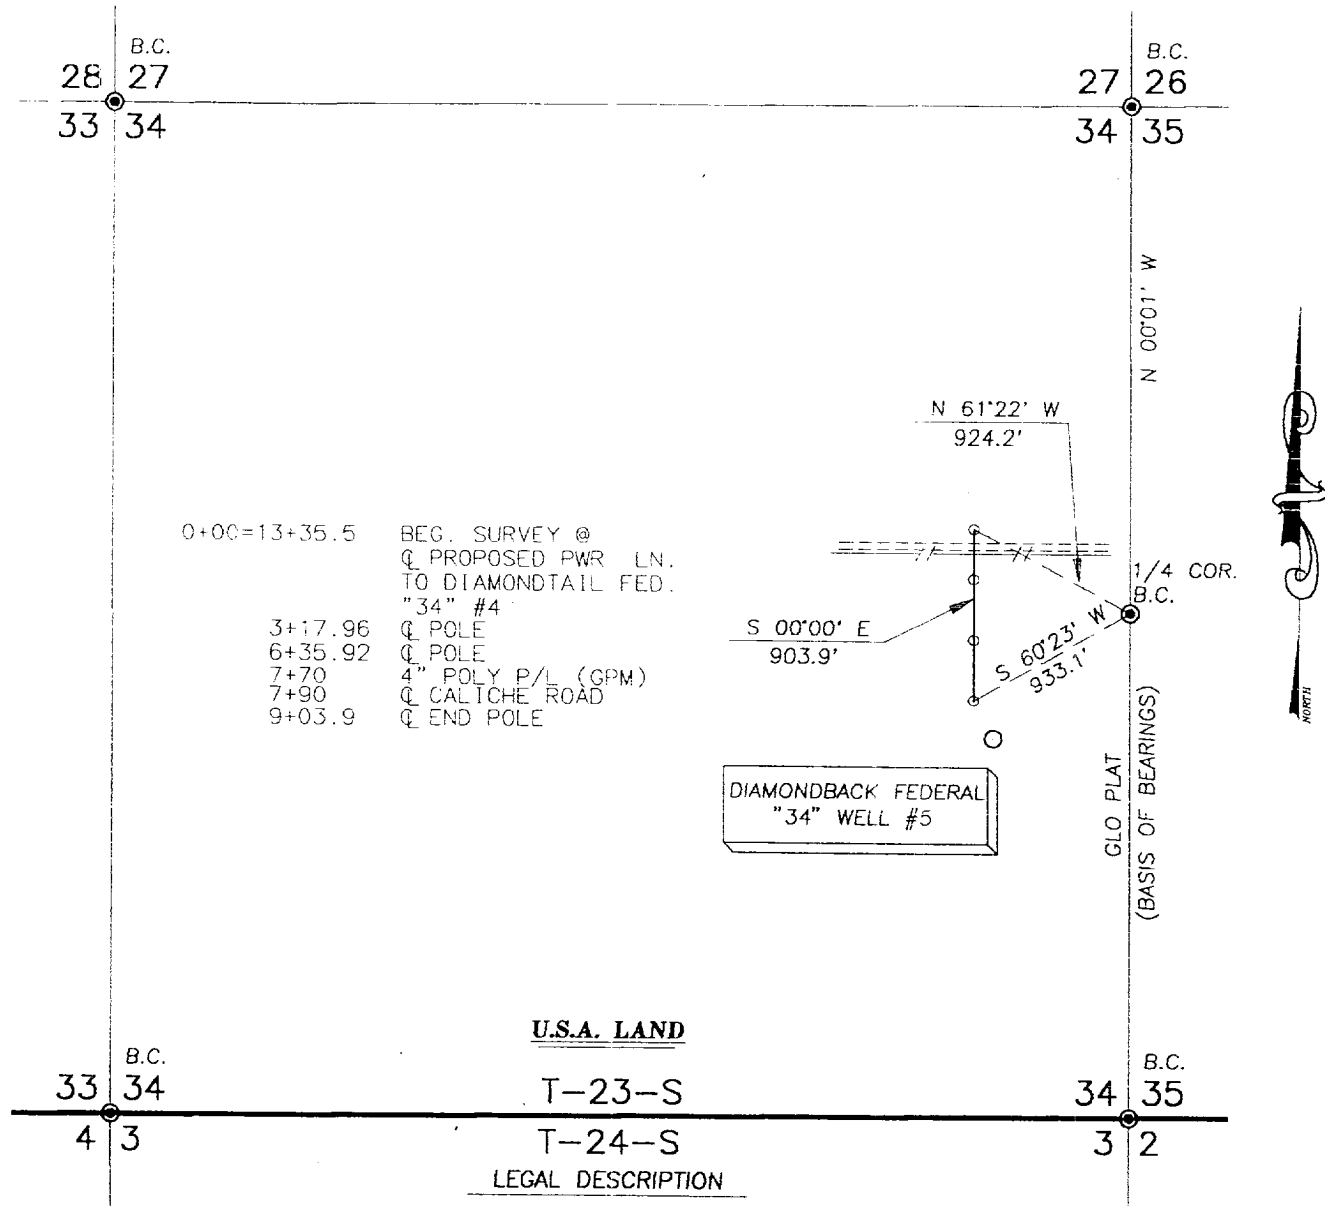 B.C.
28 27
33 34
B.C.
27 26
34 35
N 00°01' W
N 61°22' W
924.2'
0+00=13+35.5 BEG. SURVEY @
℄ PROPOSED PWR LN.
TO DIAMONDTAIL FED.
"34" #4
3+17.96 ℄ POLE
6+35.92 ℄ POLE
7+70 4" POLY P/L (GPM)
7+90 ℄ CALICHE ROAD
9+03.9 ℄ END POLE
1/4 COR.
B.C.
S 00°00' E
903.9'
S 60°23' W
933.1'
NORTH
DIAMONDBACK FEDERAL
"34" WELL #5
GLO PLAT
(BASIS OF BEARINGS)
U.S.A. LAND
B.C.
33 34
T-23-S
B.C.
34 35
4 3
T-24-S
3 2
LEGAL DESCRIPTION